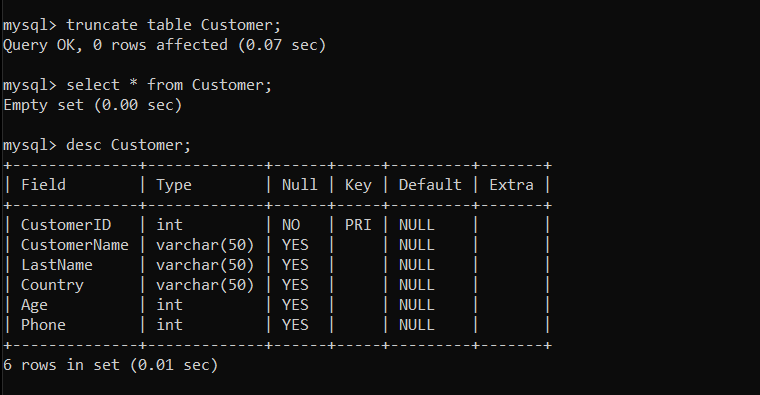 mysql> truncate table Customer;
Query OK, 0 rows affected (0.07 sec)
mysql> select * from Customer;
Empty set (0.00 sec)
mysql> desc Customer;
+--------------+-------------+------+-----+---------+-------+
| Field        | Type        | Null | Key | Default | Extra |
+--------------+-------------+------+-----+---------+-------+
| CustomerID   | int         | NO   | PRI | NULL    |       |
| CustomerName | varchar(50) | YES  |     | NULL    |       |
| LastName     | varchar(50) | YES  |     | NULL    |       |
| Country      | varchar(50) | YES  |     | NULL    |       |
| Age          | int         | YES  |     | NULL    |       |
| Phone        | int         | YES  |     | NULL    |       |
+--------------+-------------+------+-----+---------+-------+
6 rows in set (0.01 sec)